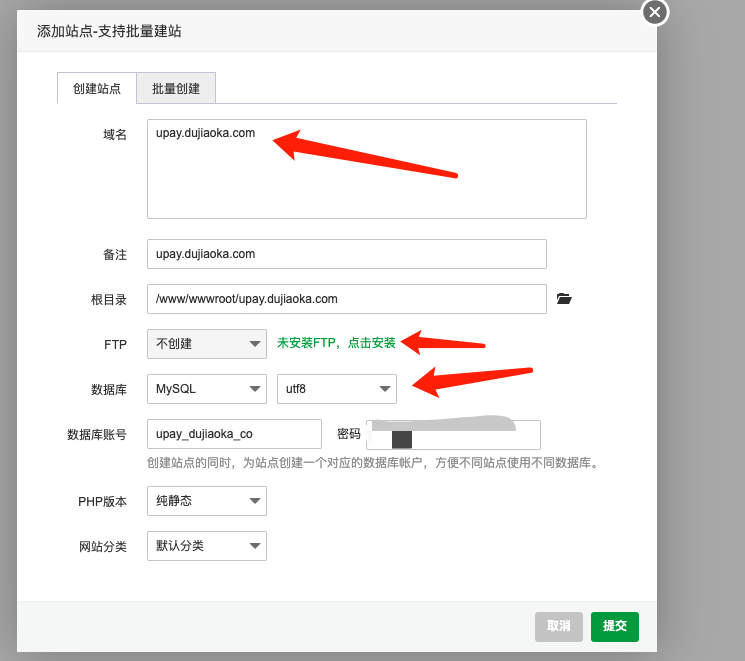 添加站点-支持批量建站
创建站点 批量创建
域名 upay.dujiaoka.com
备注 upay.dujiaoka.com
根目录 /www/wwwroot/upay.dujiaoka.com
FTP 不创建 未安装FTP，点击安装
数据库 MySQL utf8
数据库账号 upay_dujiaoka_co 密码
创建站点的同时，为站点创建一个对应的数据库帐户，方便不同站点使用不同数据库。
PHP版本 纯静态
网站分类 默认分类
取消 提交